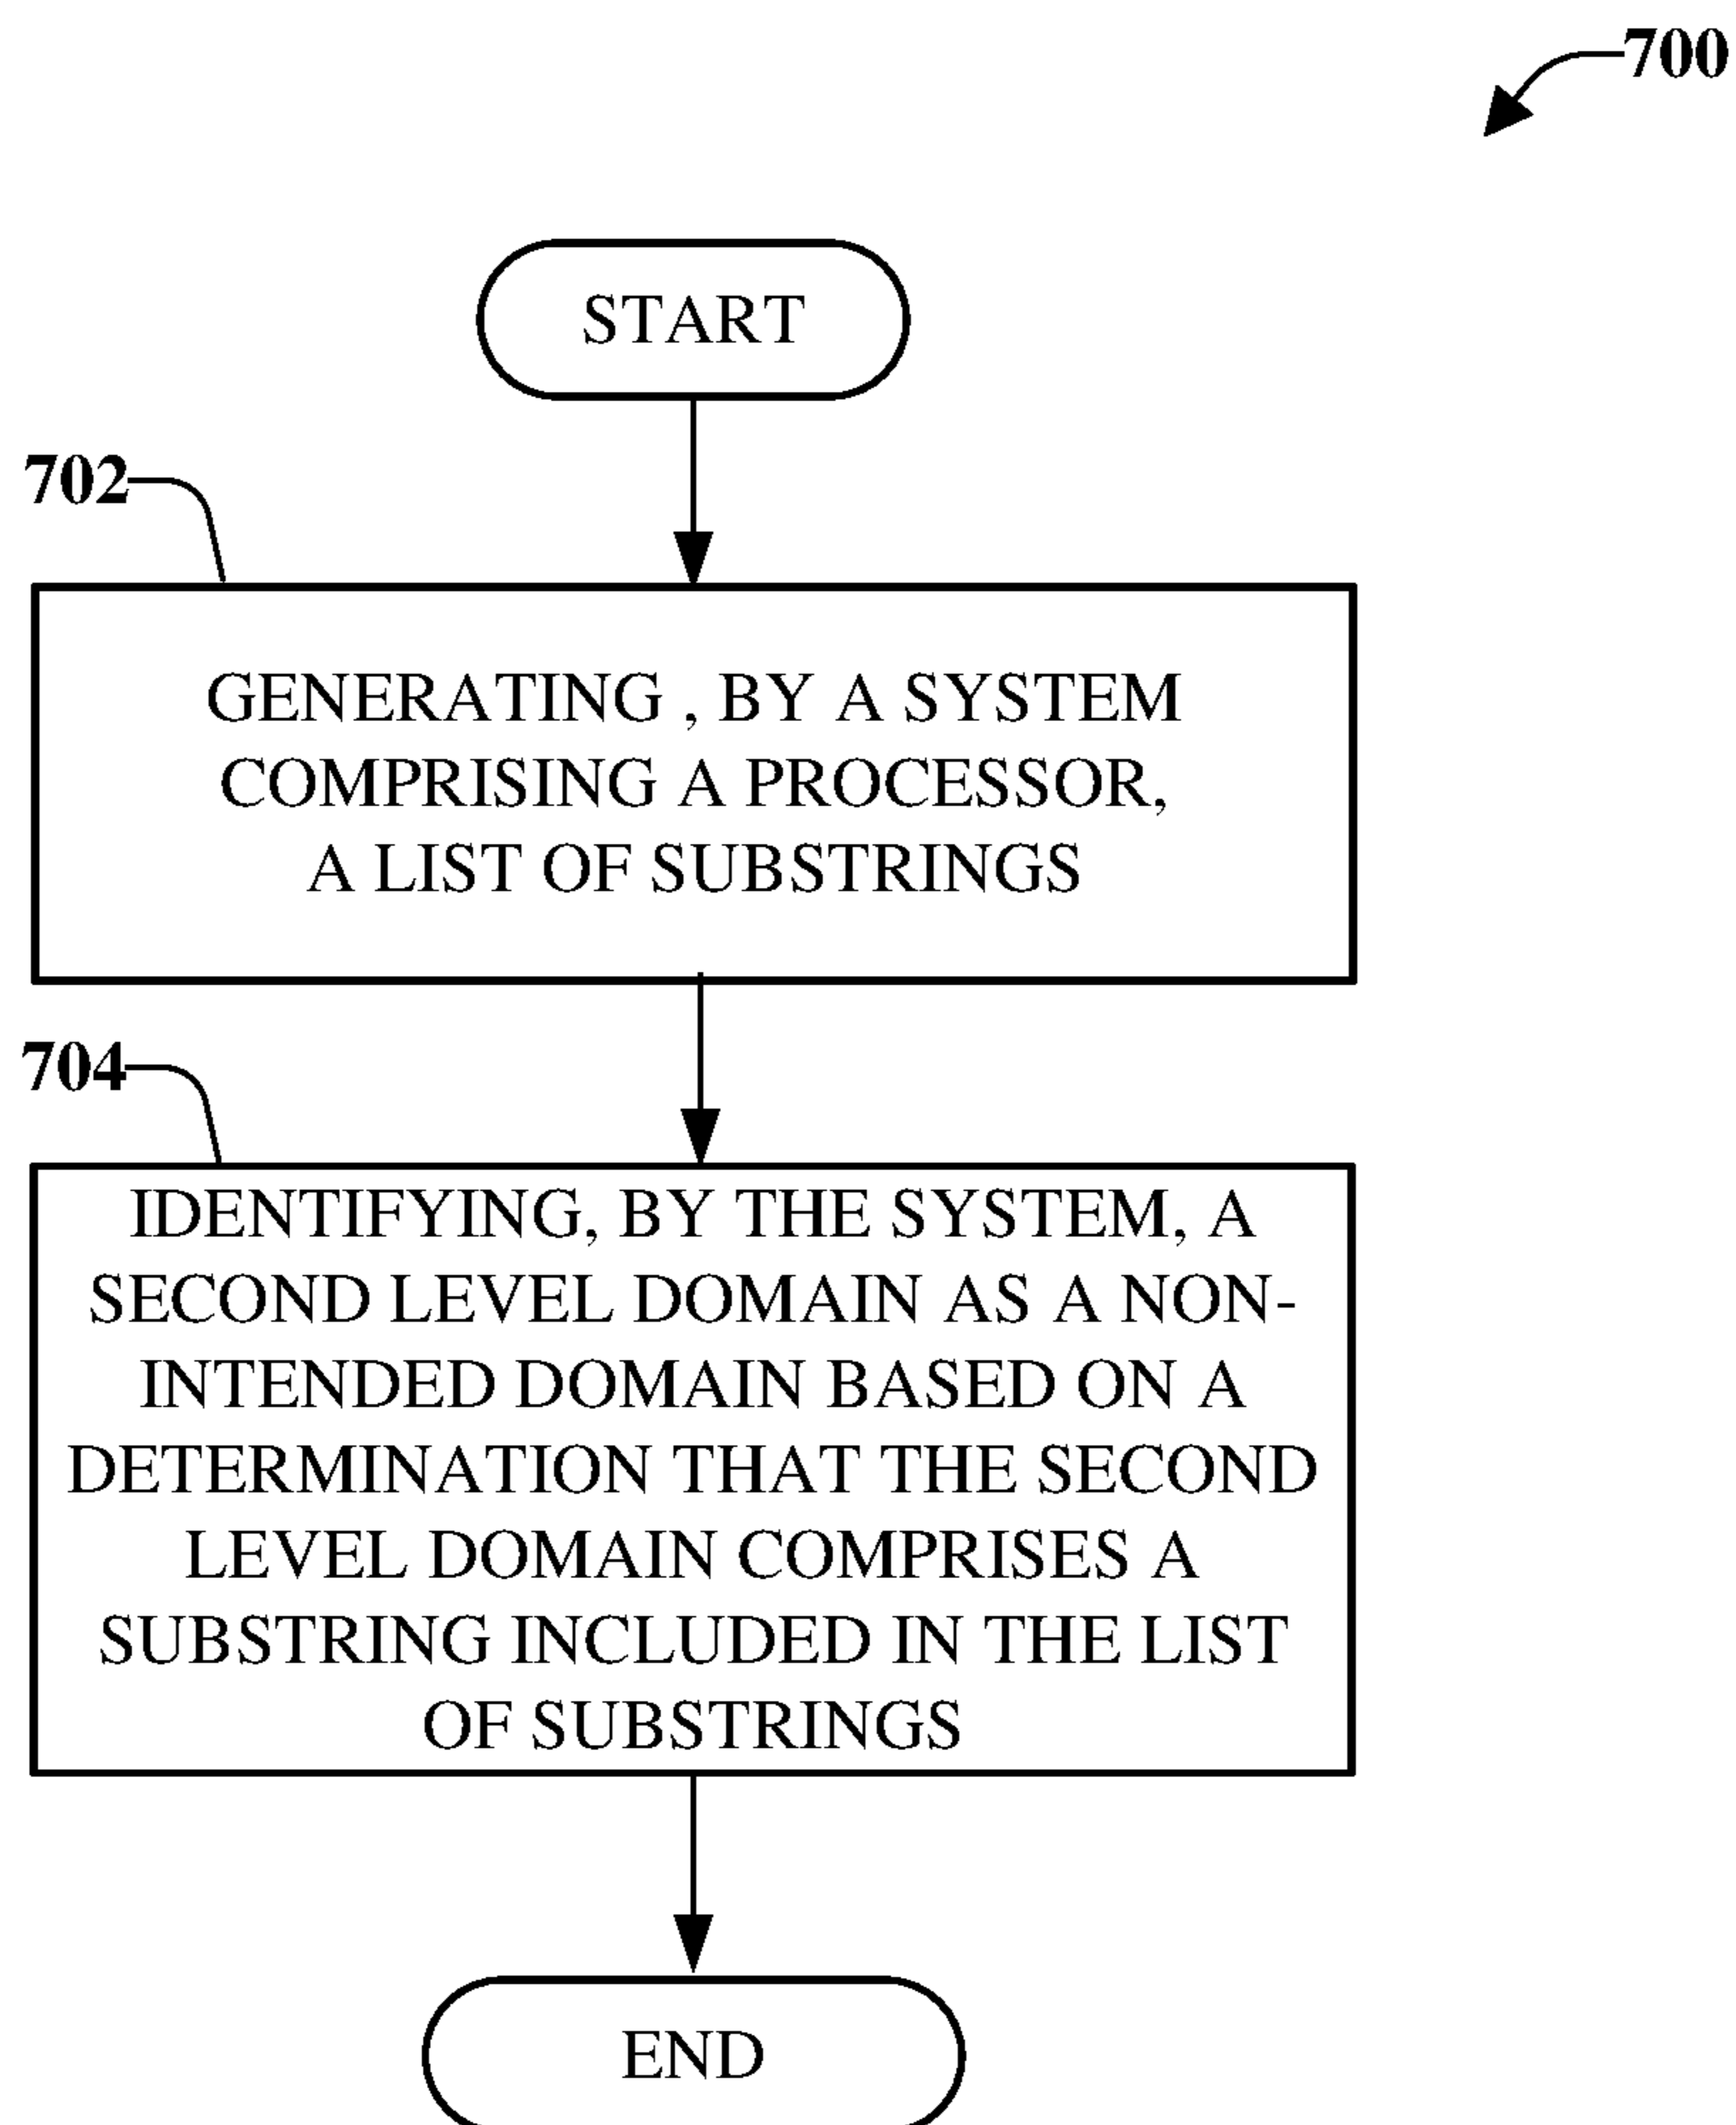 700
START
702
GENERATING , BY A SYSTEM
COMPRISING A PROCESSOR,
A LIST OF SUBSTRINGS
704
IDENTIFYING, BY THE SYSTEM, A
SECOND LEVEL DOMAIN AS A NON-
INTENDED DOMAIN BASED ON A
DETERMINATION THAT THE SECOND
LEVEL DOMAIN COMPRISES A
SUBSTRING INCLUDED IN THE LIST
OF SUBSTRINGS
END